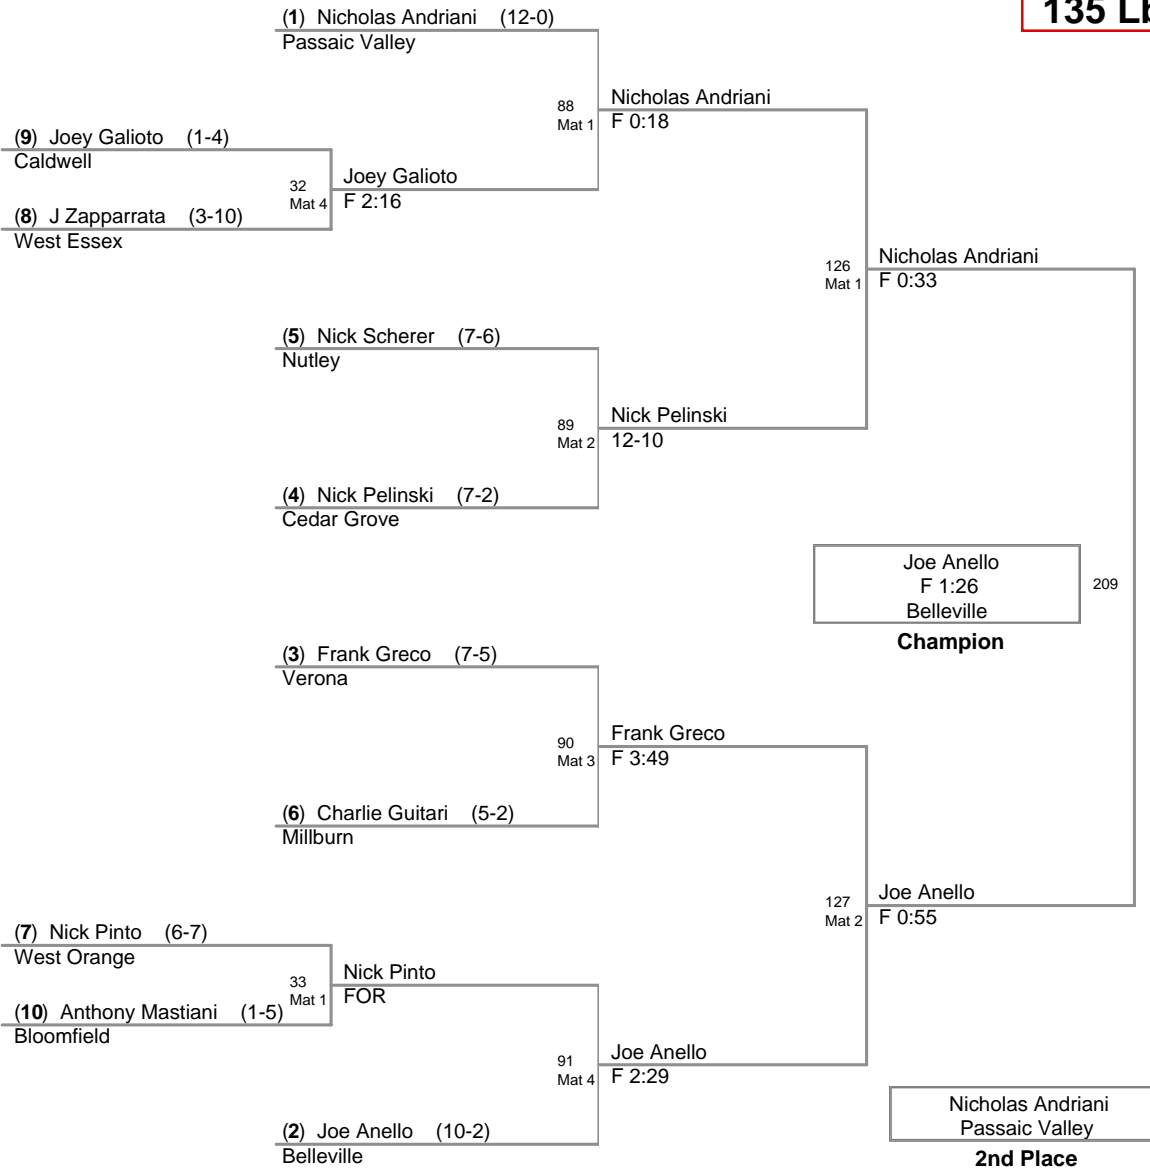 135 Lb
(1) Nicholas Andriani (12-0)
Passaic Valley
88
Mat 1
Nicholas Andriani
F 0:18
(9) Joey Galioto (1-4)
Caldwell
32
Mat 4
Joey Galioto
F 2:16
(8) J Zapparrata (3-10)
West Essex
126
Mat 1
Nicholas Andriani
F 0:33
(5) Nick Scherer (7-6)
Nutley
89
Mat 2
Nick Pelinski
12-10
(4) Nick Pelinski (7-2)
Cedar Grove
Joe Anello
F 1:26
Belleville
209
Champion
(3) Frank Greco (7-5)
Verona
90
Mat 3
Frank Greco
F 3:49
(6) Charlie Guitari (5-2)
Millburn
127
Mat 2
Joe Anello
F 0:55
(7) Nick Pinto (6-7)
West Orange
33
Mat 1
Nick Pinto
FOR
(10) Anthony Mastiani (1-5)
Bloomfield
91
Mat 4
Joe Anello
F 2:29
(2) Joe Anello (10-2)
Belleville
Nicholas Andriani
Passaic Valley
2nd Place